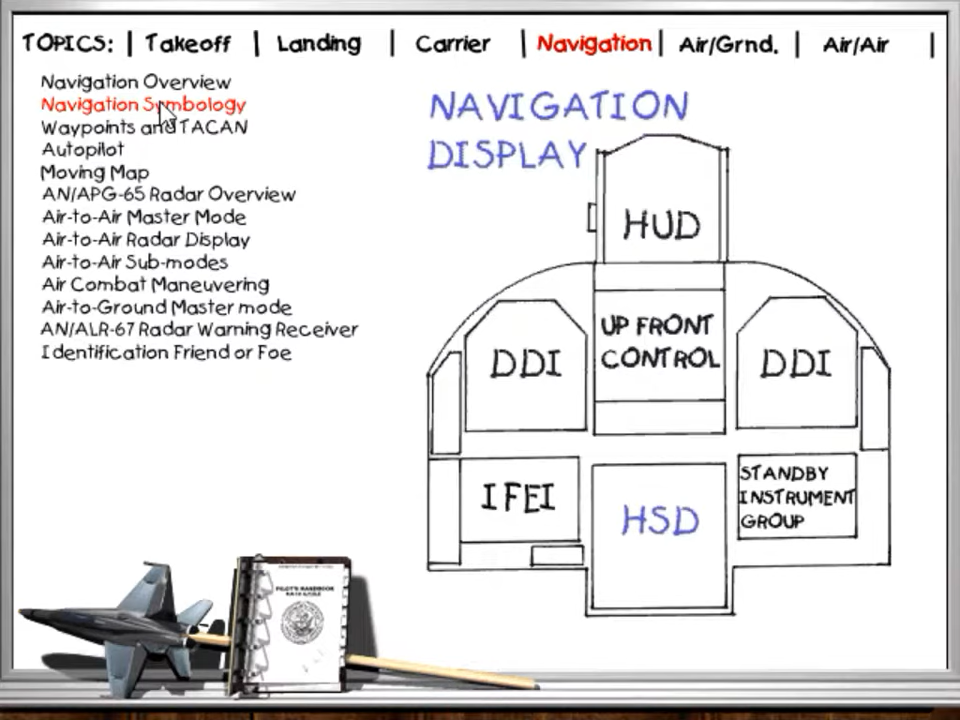 TOPICS: | Takeoff | Landing | Carrier | Navigation | Air/Grnd. | Air/Air |
Navigation Overview
Navigation Symbology
Waypoints and TACAN
Autopilot
Moving Map
AN/APG-65 Radar Overview
Air-to-Air Master Mode
Air-to-Air Radar Display
Air-to-Air Sub-modes
Air Combat Maneuvering
Air-to-Ground Master mode
AN/ALR-67 Radar Warning Receiver
Identification Friend or Foe
NAVIGATION
DISPLAY
HUD
DDI
UP FRONT
CONTROL
DDI
IFEI
HSD
STANDBY
INSTRUMENT
GROUP
PILOT'S HANDBOOK